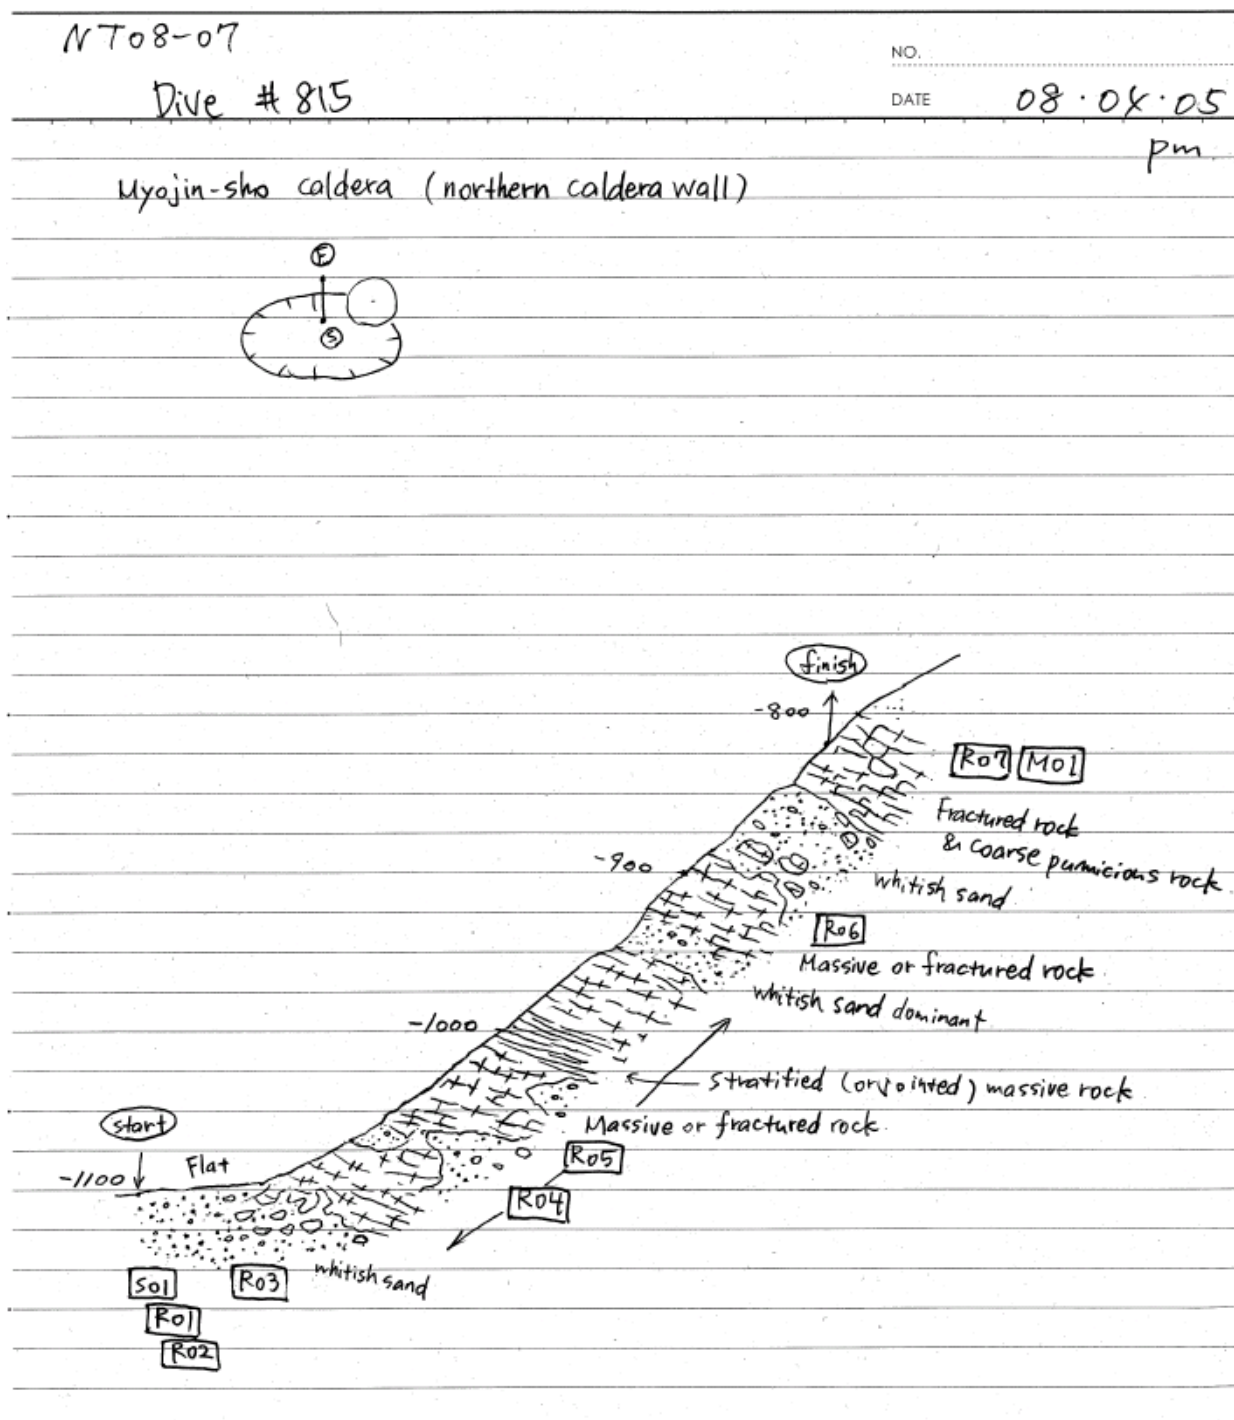 NT08-07
NO.
Dive # 815
DATE 08.04.05
pm.
Myojin-sho caldera (northern caldera wall)
F
S
finish
-800
R07 M01
Fractured rock
& coarse pumicious rock
-900
whitish sand
R06
Massive or fractured rock
whitish sand dominant
-1000
stratified (or jointed) massive rock
Massive or fractured rock
start
R05
Flat
-1100
R04
whitish sand
S01 R03
R01
R02